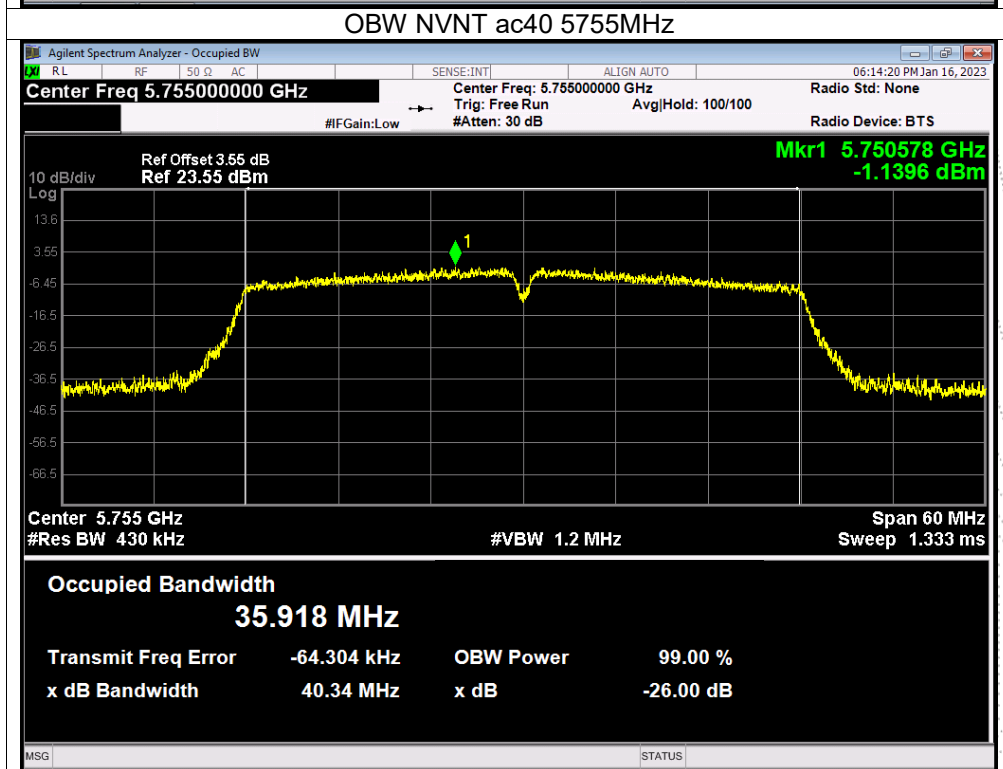 OBW NVNT ac40 5755MHz
Agilent Spectrum Analyzer - Occupied BW
LXI RL RF 50 Ω AC SENSE:INT ALIGN AUTO 06:14:20 PM Jan 16, 2023
Center Freq 5.755000000 GHz Center Freq: 5.755000000 GHz Radio Std: None
Trig: Free Run Avg|Hold: 100/100
#IFGain:Low #Atten: 30 dB Radio Device: BTS
Mkr1 5.750578 GHz
-1.1396 dBm
Ref Offset 3.55 dB
10 dB/div Ref 23.55 dBm
Log
13.6
1
3.55
-6.45
-16.5
-26.5
-36.5
-46.5
-56.5
-66.5
Center 5.755 GHz Span 60 MHz
#Res BW 430 kHz #VBW 1.2 MHz Sweep 1.333 ms
Occupied Bandwidth
35.918 MHz
Transmit Freq Error -64.304 kHz OBW Power 99.00 %
x dB Bandwidth 40.34 MHz x dB -26.00 dB
MSG STATUS